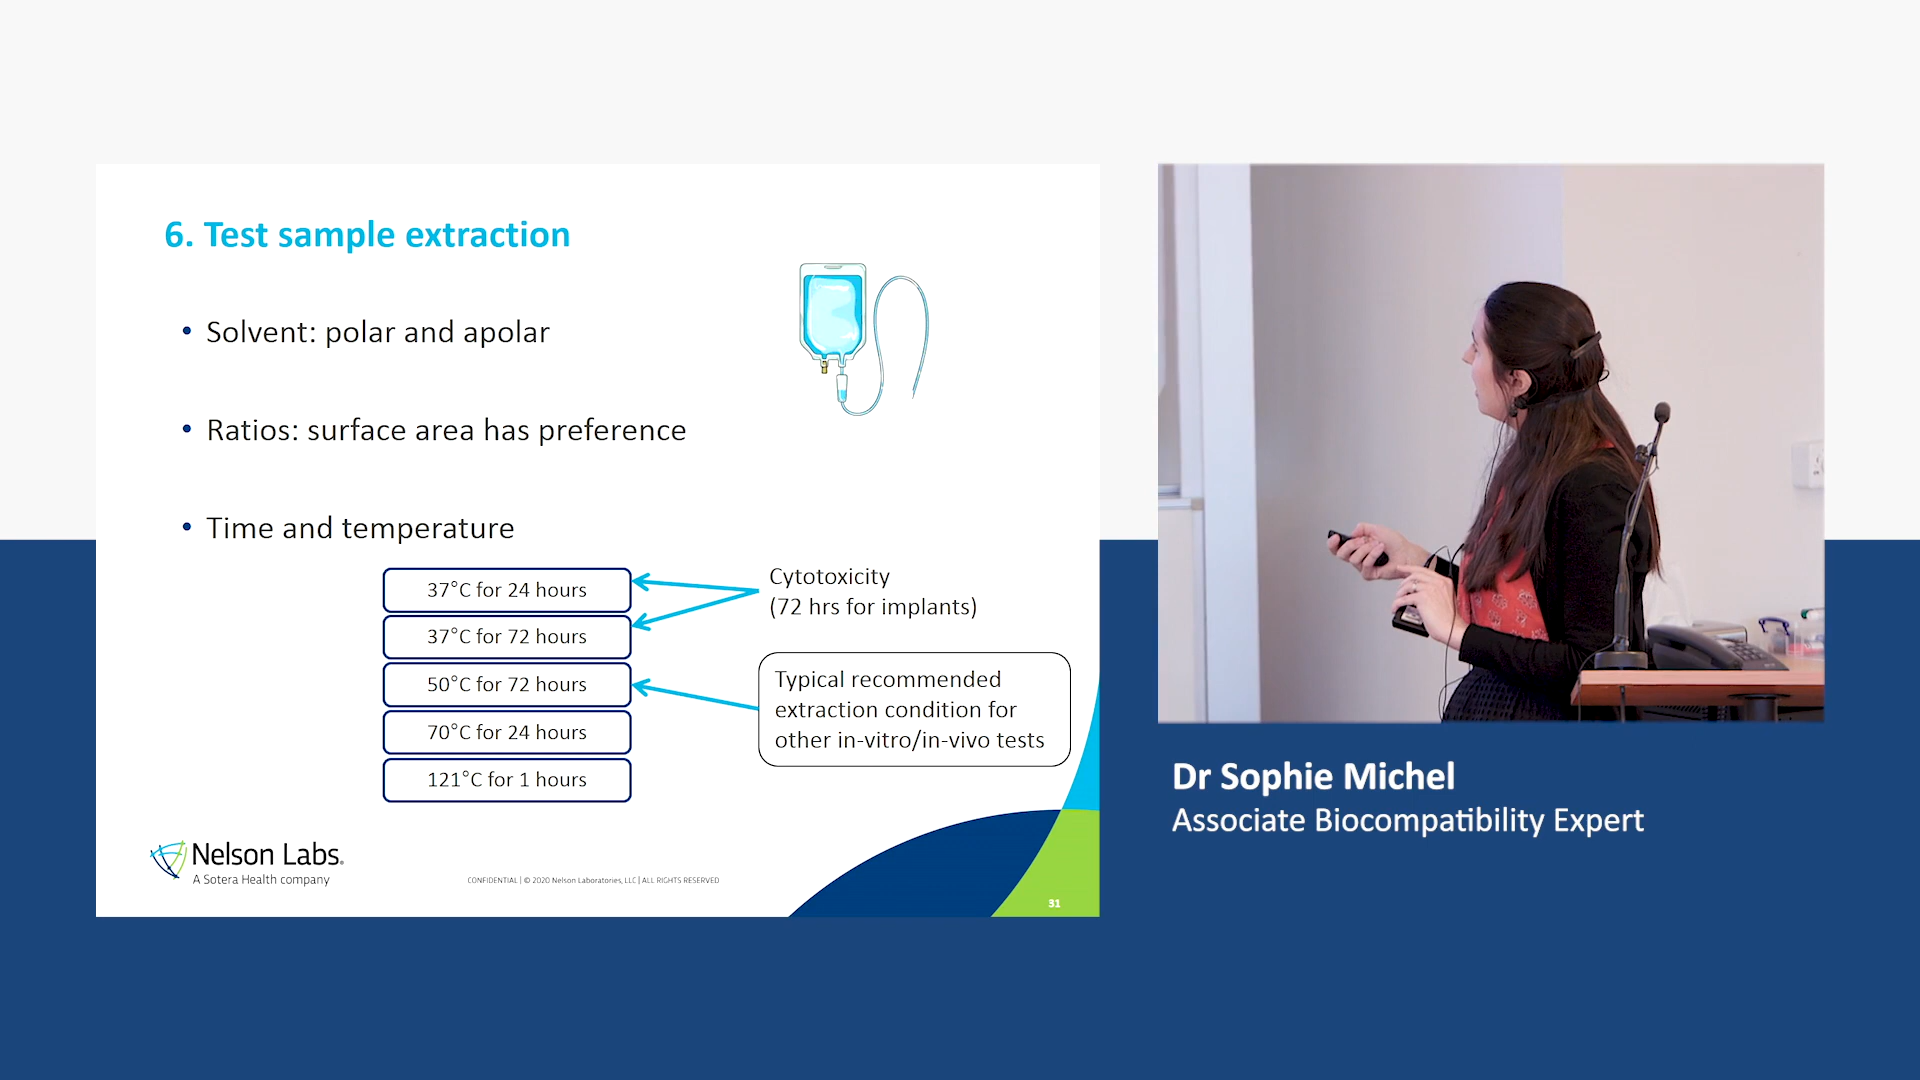 6. Test sample extraction
• Solvent: polar and apolar
• Ratios: surface area has preference
• Time and temperature
37°C for 24 hours
37°C for 72 hours
50°C for 72 hours
70°C for 24 hours
121°C for 1 hours
Cytotoxicity
(72 hrs for implants)
Typical recommended
extraction condition for
other in-vitro/in-vivo tests
Nelson Labs.
A Sotera Health company
CONFIDENTIAL | © 2020 Nelson Laboratories, LLC | ALL RIGHTS RESERVED
31
Dr Sophie Michel
Associate Biocompatibility Expert